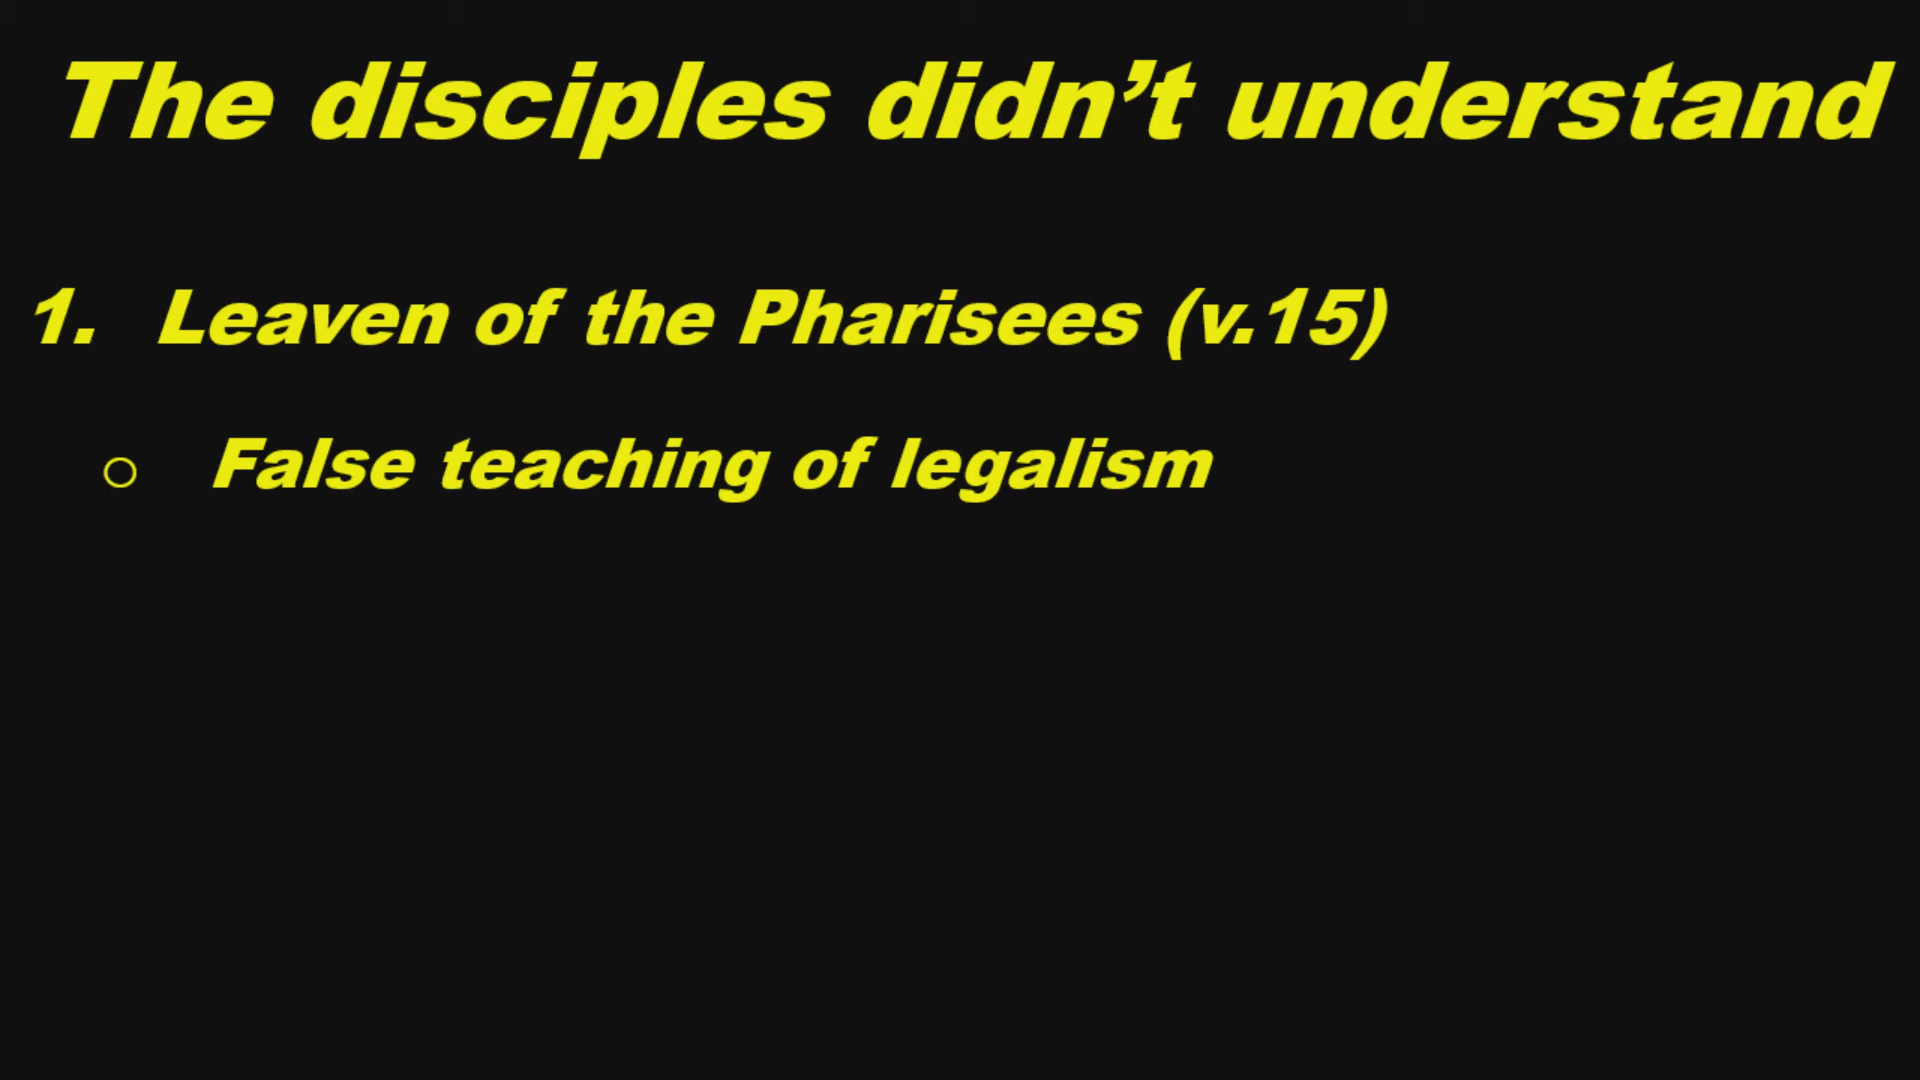 The disciples didn’t understand
1. Leaven of the Pharisees (v.15)
o False teaching of legalism